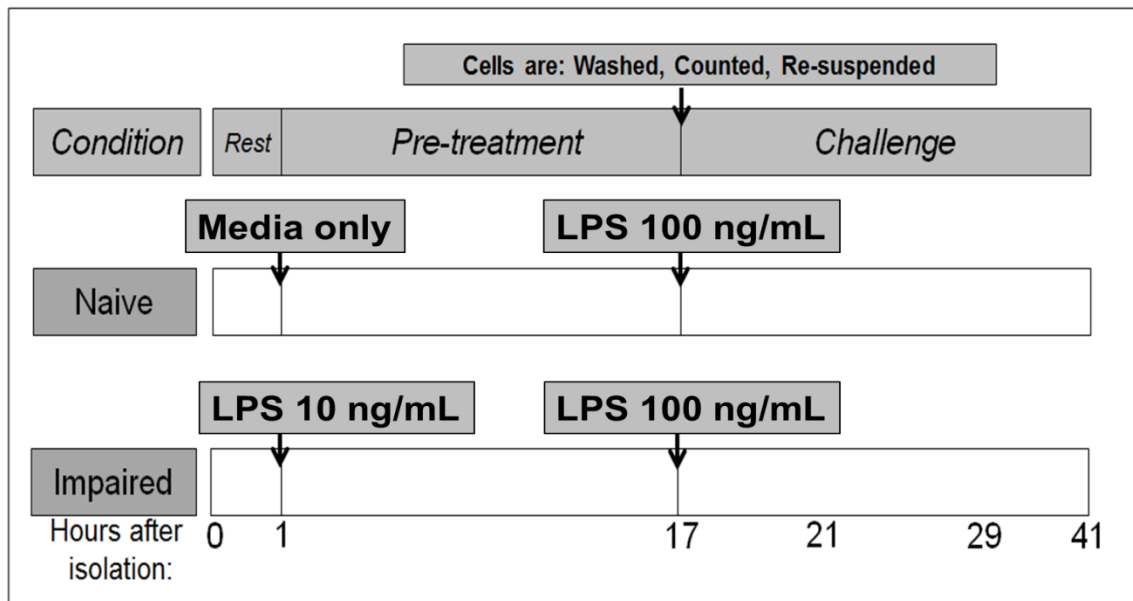 Cells are: Washed, Counted, Re-suspended
Condition
Rest
Pre-treatment
Challenge
Media only
LPS 100 ng/mL
Naive
LPS 10 ng/mL
LPS 100 ng/mL
Impaired
Hours after
isolation:
0 1 17 21 29 41